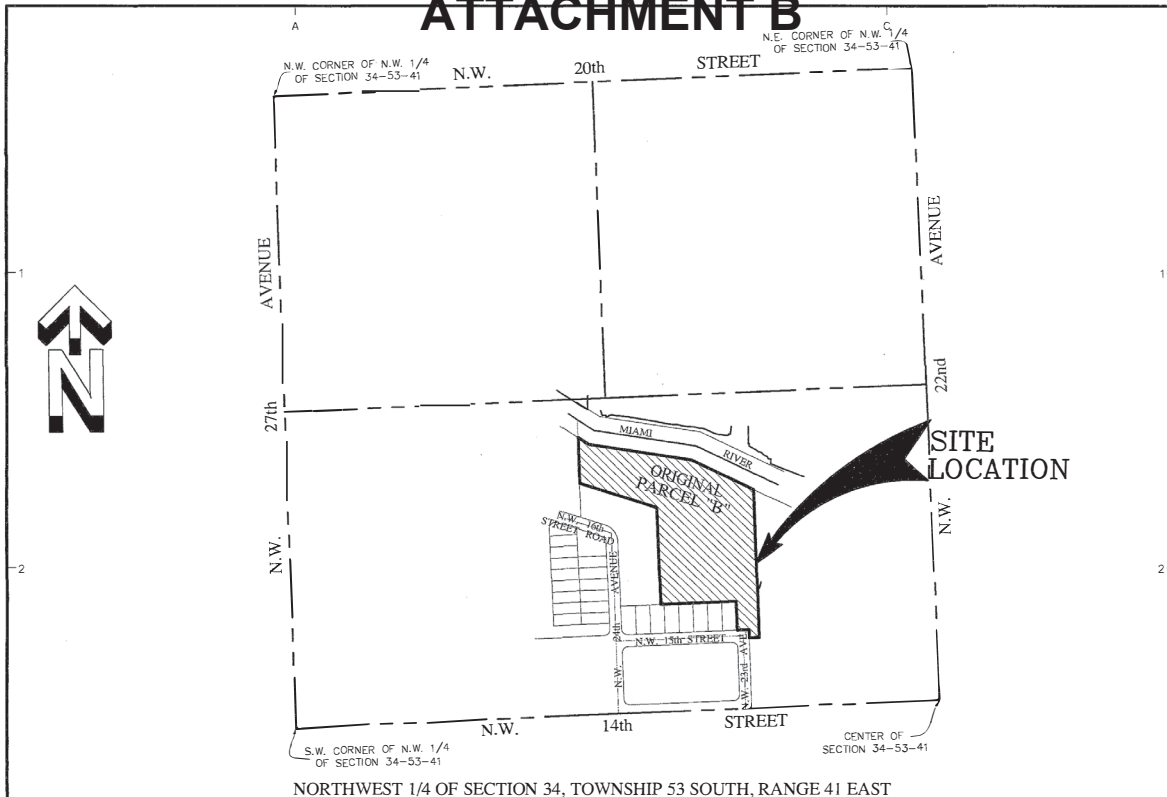 ATTACHMENT B
A
C
N.W. CORNER OF N.W. 1/4
OF SECTION 34-53-41
N.E. CORNER OF N.W. 1/4
OF SECTION 34-53-41
N.W.
20th
STREET
AVENUE
AVENUE
1
1
N
27th
22nd
MIAMI
RIVER
SITE
LOCATION
ORIGINAL
PARCEL "B"
N.W. 16th
STREET ROAD
N.W.
N.W.
2
2
AVENUE
24th
N.W.
N.W. 15th STREET
N.W. 23rd AVE
N.W.
14th
STREET
S.W. CORNER OF N.W. 1/4
OF SECTION 34-53-41
CENTER OF
SECTION 34-53-41
NORTHWEST 1/4 OF SECTION 34, TOWNSHIP 53 SOUTH, RANGE 41 EAST